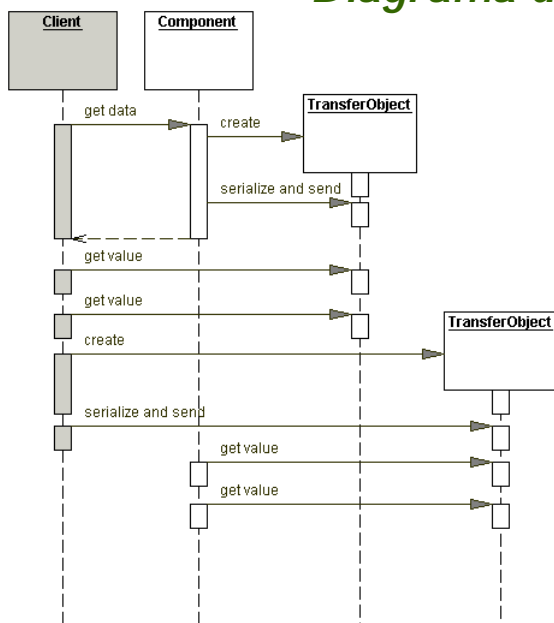 Diagrama
Client
Component
TransferObject
get data
create
serialize and send
get value
get value
TransferObject
create
serialize and send
get value
get value